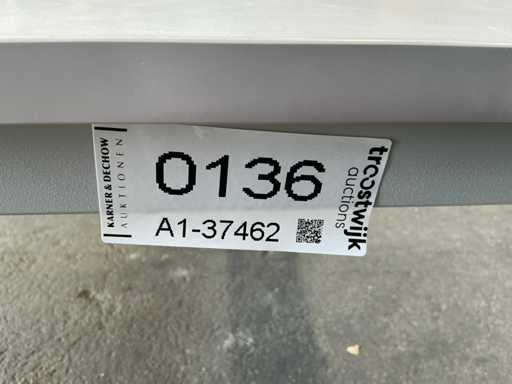 KARNER & DECHOW
AUKTIONEN
0136
A1-37462
troostwijk
auctions